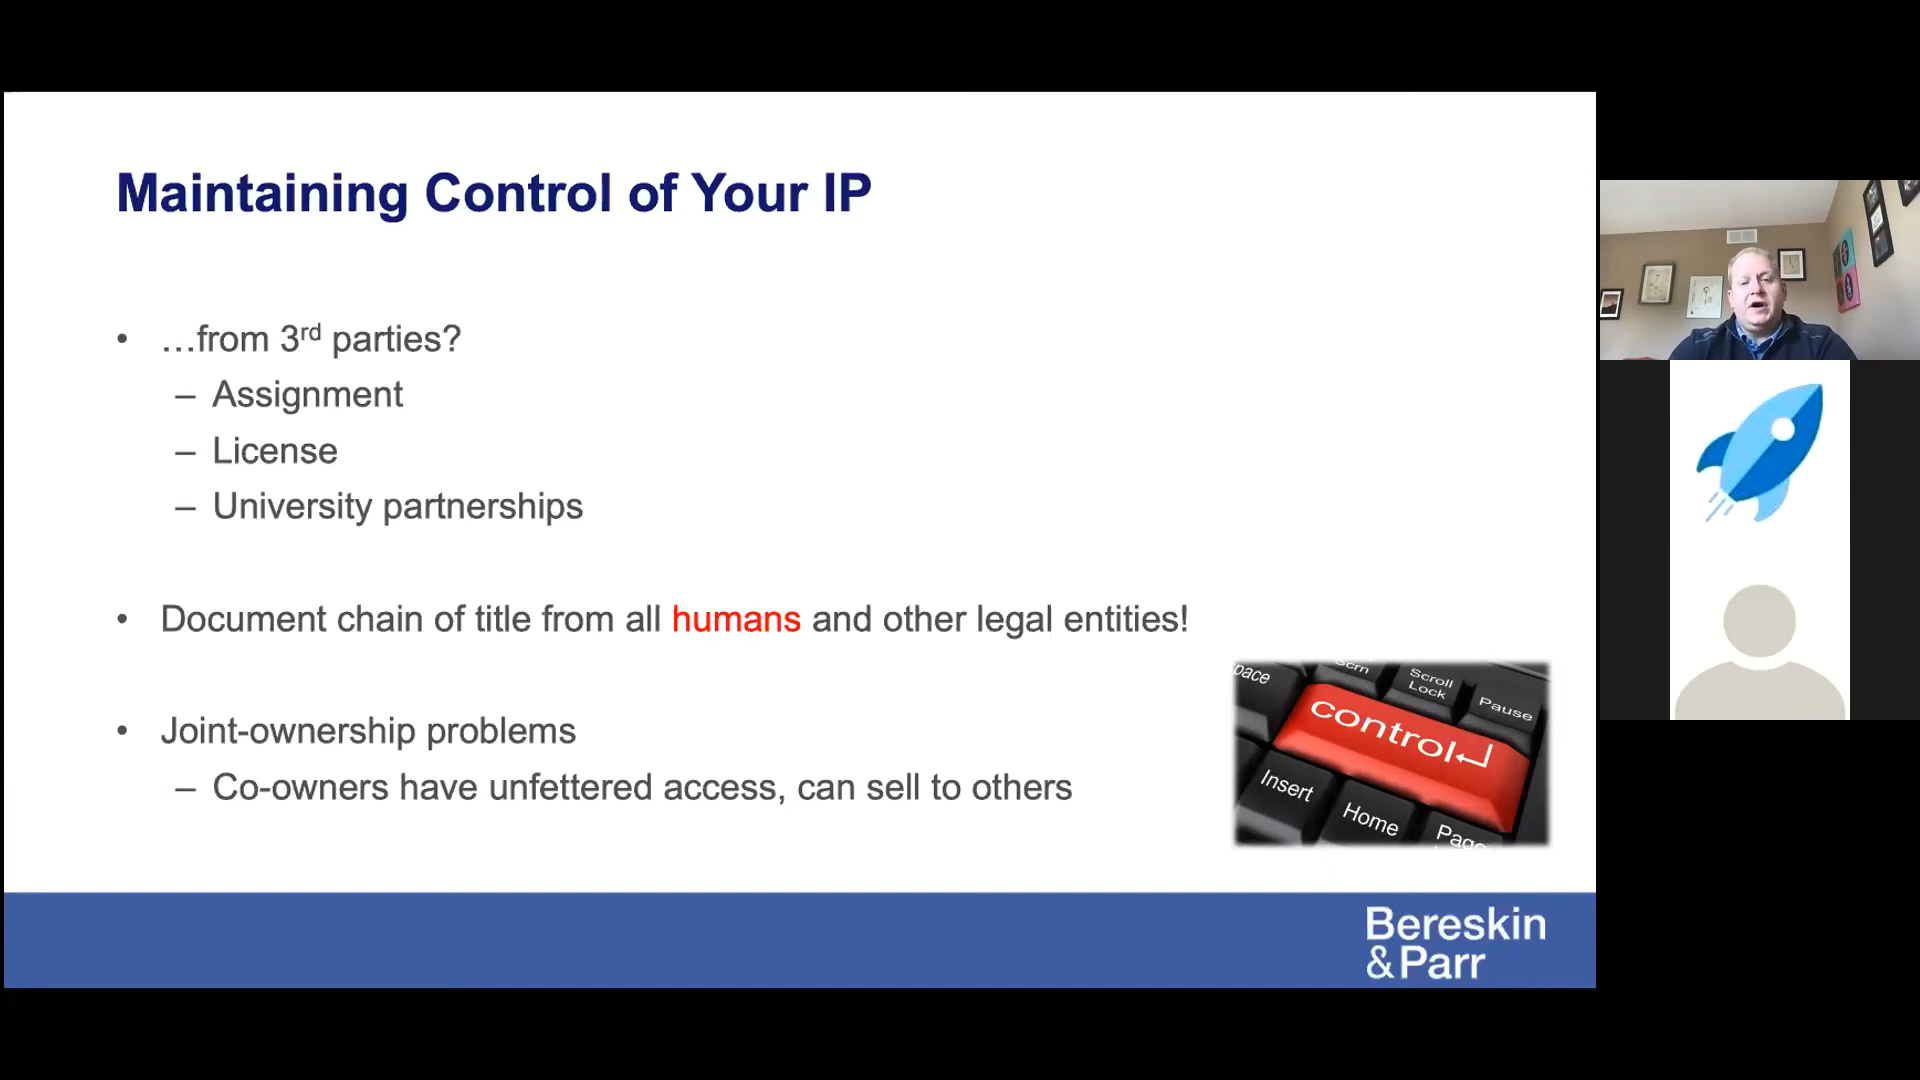 Maintaining Control of Your IP
• …from 3rd parties?
– Assignment
– License
– University partnerships
• Document chain of title from all humans and other legal entities!
• Joint-ownership problems
– Co-owners have unfettered access, can sell to others
Scrn
Scroll
Lock
Pause
control
Insert
Home
Page
Bereskin
& Parr